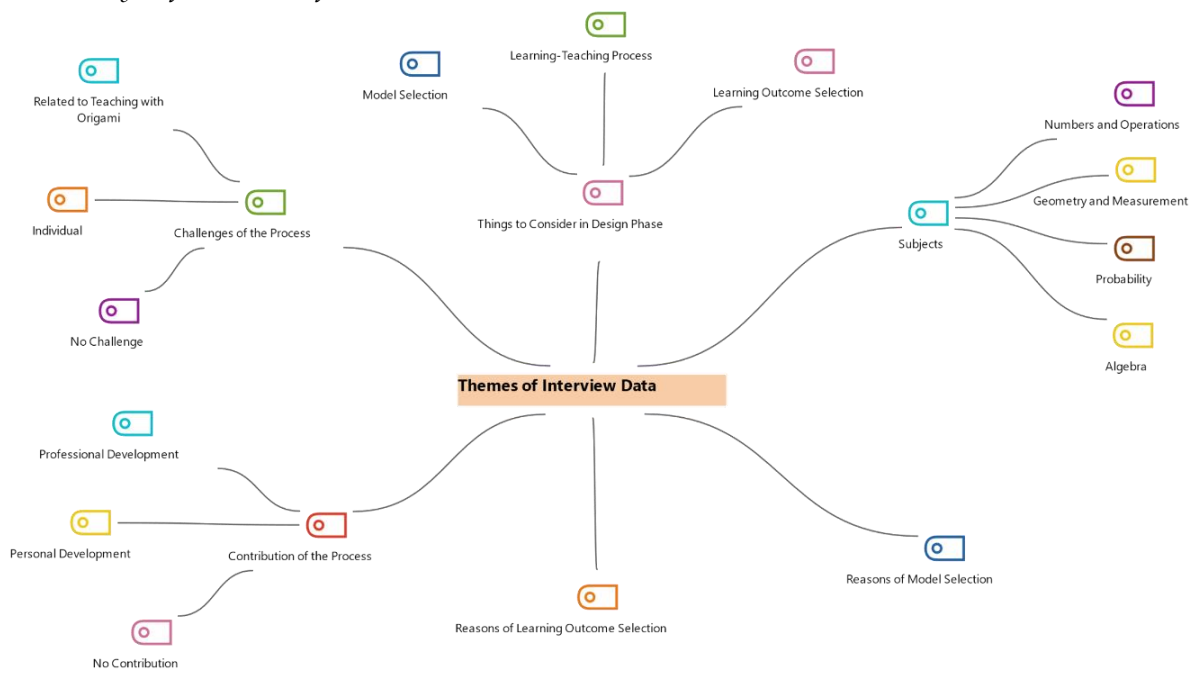 Learning-Teaching Process
Model Selection
Learning Outcome Selection
Related to Teaching with
Origami
Numbers and Operations
Geometry and Measurement
Individual
Challenges of the Process
Things to Consider in Design Phase
Subjects
Probability
No Challenge
Algebra
Themes of Interview Data
Professional Development
Personal Development
Contribution of the Process
Reasons of Model Selection
Reasons of Learning Outcome Selection
No Contribution